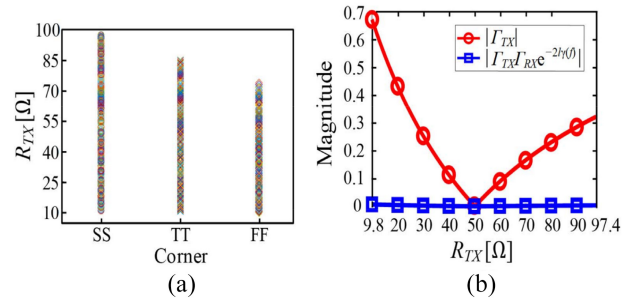 100
85
70
55
40
25
10
R_TX [Ω]
SS TT FF
Corner
(a)
0.7
0.6
0.5
0.4
0.3
0.2
0.1
0
Magnitude
|Γ_TX|
|Γ_TXΓ_RXe^-2lγ(f)|
9.8 20 30 40 50 60 70 80 90 97.4
R_TX [Ω]
(b)